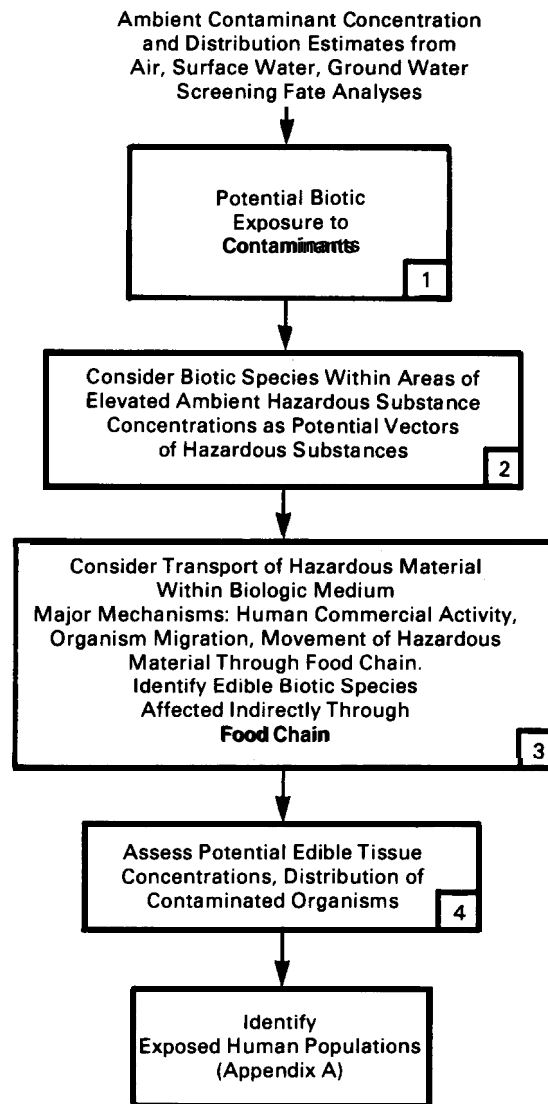 Ambient Contaminant Concentration
and Distribution Estimates from
Air, Surface Water, Ground Water
Screening Fate Analyses
Potential Biotic
Exposure to
Contaminants
1
Consider Biotic Species Within Areas of
Elevated Ambient Hazardous Substance
Concentrations as Potential Vectors
of Hazardous Substances
2
Consider Transport of Hazardous Material
Within Biologic Medium
Major Mechanisms: Human Commercial Activity,
Organism Migration, Movement of Hazardous
Material Through Food Chain.
Identify Edible Biotic Species
Affected Indirectly Through
Food Chain
3
Assess Potential Edible Tissue
Concentrations, Distribution of
Contaminated Organisms
4
Identify
Exposed Human Populations
(Appendix A)